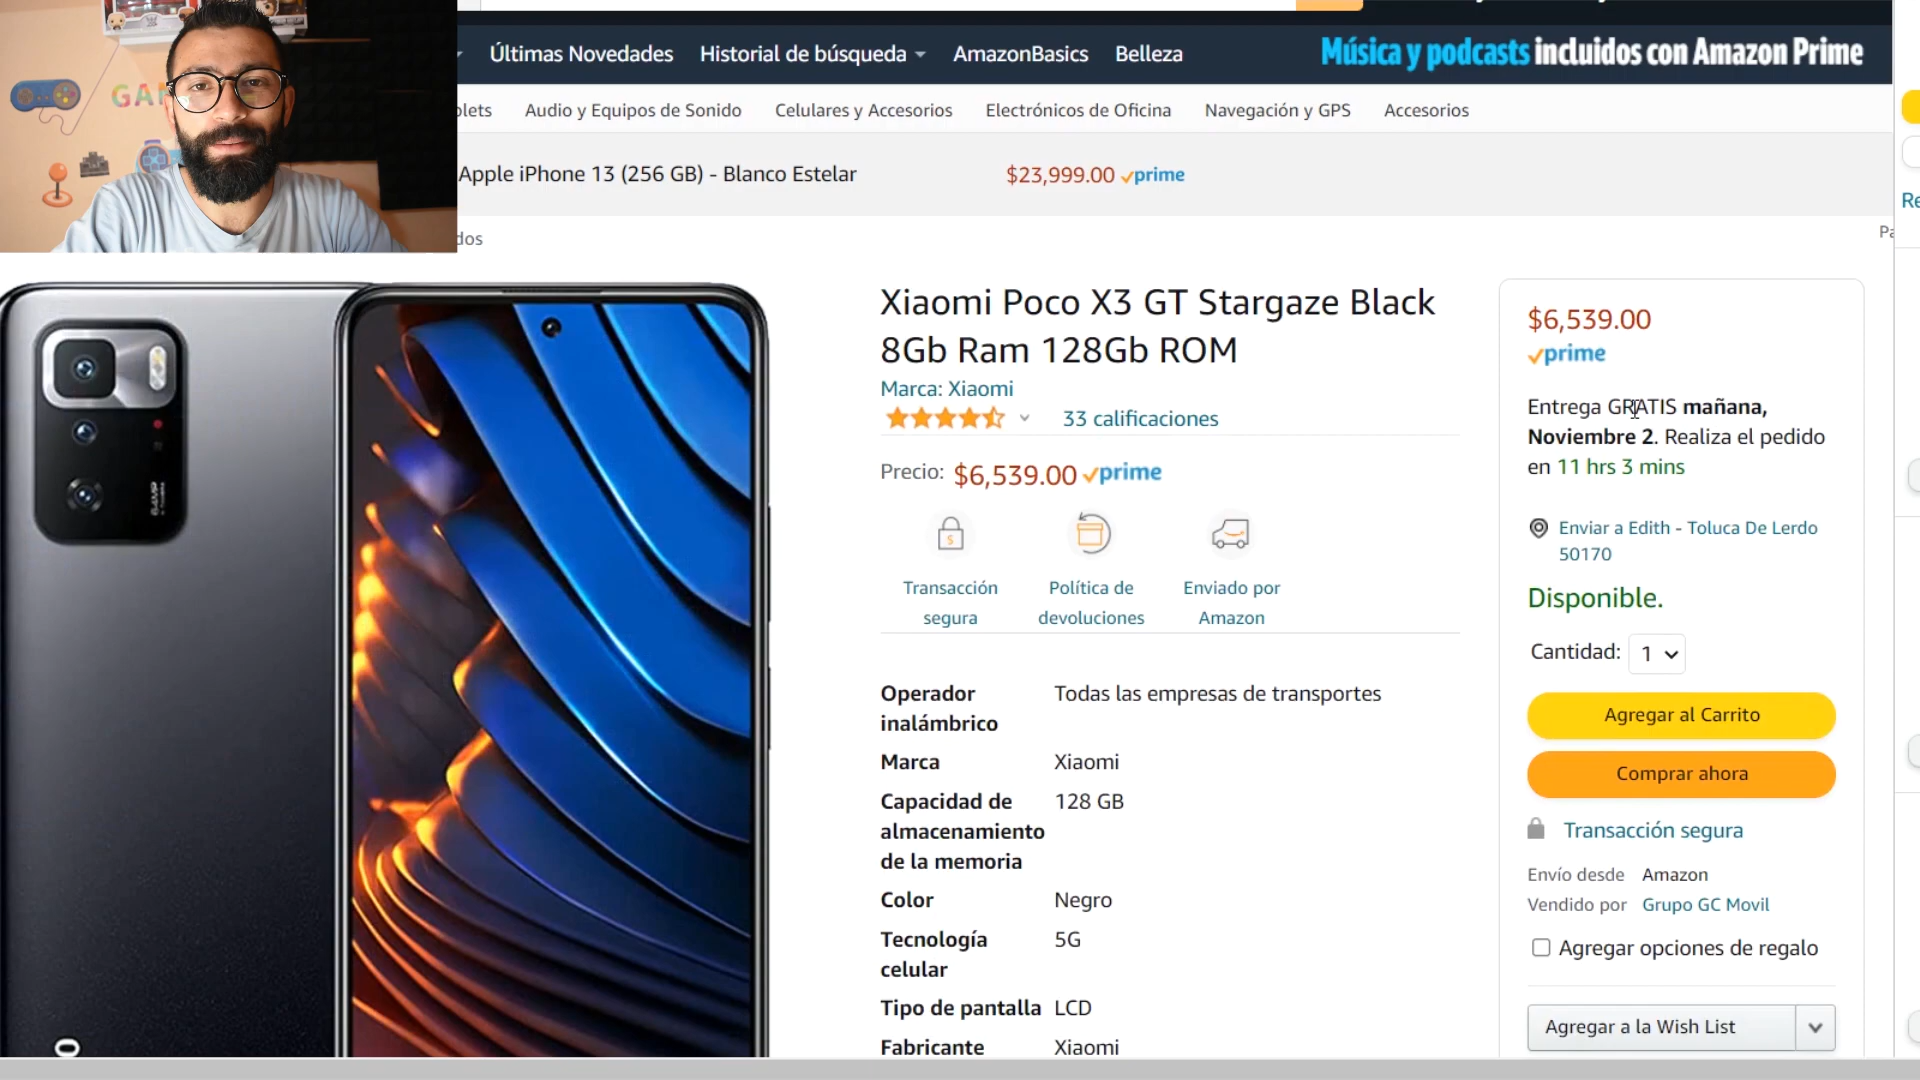 Últimas Novedades
Historial de búsqueda
AmazonBasics
Belleza
Música y podcasts incluidos con Amazon Prime
Audio y Equipos de Sonido
Celulares y Accesorios
Electrónicos de Oficina
Navegación y GPS
Accesorios
Apple iPhone 13 (256 GB) - Blanco Estelar
$23,999.00 prime
Xiaomi Poco X3 GT Stargaze Black
8Gb Ram 128Gb ROM
Marca: Xiaomi
33 calificaciones
Precio: $6,539.00 prime
Transacción
segura
Política de
devoluciones
Enviado por
Amazon
Operador
inalámbrico
Todas las empresas de transportes
Marca
Xiaomi
Capacidad de
almacenamiento
de la memoria
128 GB
Color
Negro
Tecnología
celular
5G
Tipo de pantalla
LCD
Fabricante
Xiaomi
$6,539.00
prime
Entrega GRATIS mañana,
Noviembre 2. Realiza el pedido
en 11 hrs 3 mins
Enviar a Edith - Toluca De Lerdo
50170
Disponible.
Cantidad: 1
Agregar al Carrito
Comprar ahora
Transacción segura
Envío desde Amazon
Vendido por Grupo GC Movil
Agregar opciones de regalo
Agregar a la Wish List
64MP